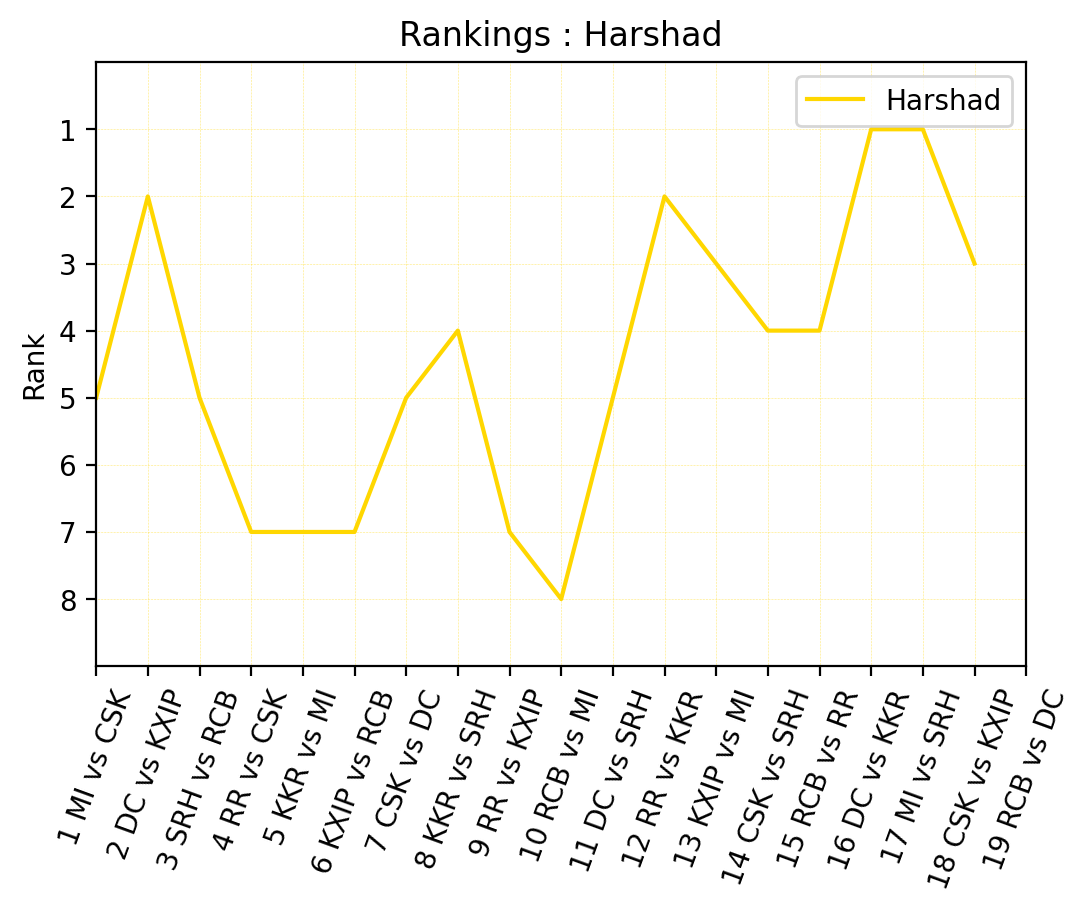 Rankings : Harshad
Harshad
Rank
1
2
3
4
5
6
7
8
1 MI vs CSK
2 DC vs KXIP
3 SRH vs RCB
4 RR vs CSK
5 KKR vs MI
6 KXIP vs RCB
7 CSK vs DC
8 KKR vs SRH
9 RR vs KXIP
10 RCB vs MI
11 DC vs SRH
12 RR vs KKR
13 KXIP vs MI
14 CSK vs SRH
15 RCB vs RR
16 DC vs KKR
17 MI vs SRH
18 CSK vs KXIP
19 RCB vs DC